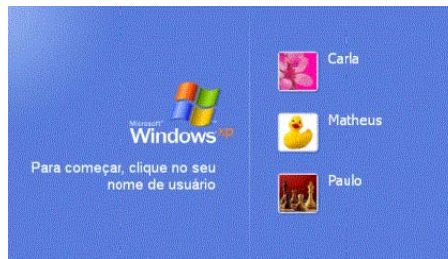 Microsoft
Windows xp
Para começar, clique no seu
nome de usuário
Carla
Matheus
Paulo